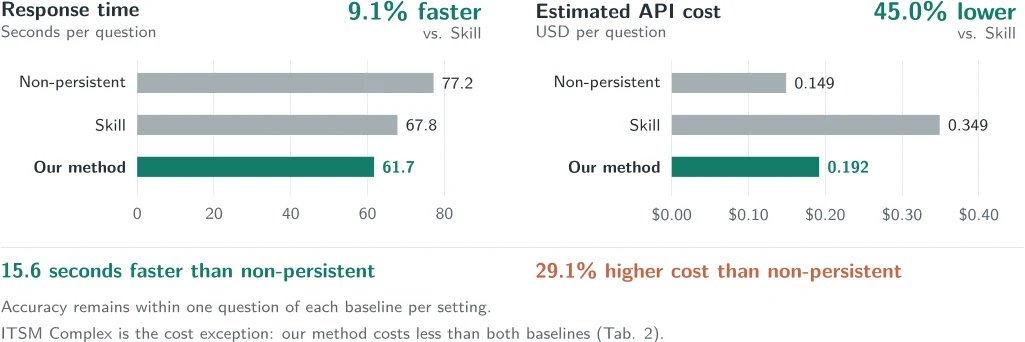 Response time
9.1% faster
Seconds per question
vs. Skill
Non-persistent
77.2
Skill
67.8
Our method
61.7
0 20 40 60 80
Estimated API cost
45.0% lower
USD per question
vs. Skill
Non-persistent
0.149
Skill
0.349
Our method
0.192
$0.00 $0.10 $0.20 $0.30 $0.40
15.6 seconds faster than non-persistent
29.1% higher cost than non-persistent
Accuracy remains within one question of each baseline per setting.
ITSM Complex is the cost exception: our method costs less than both baselines (Tab. 2).